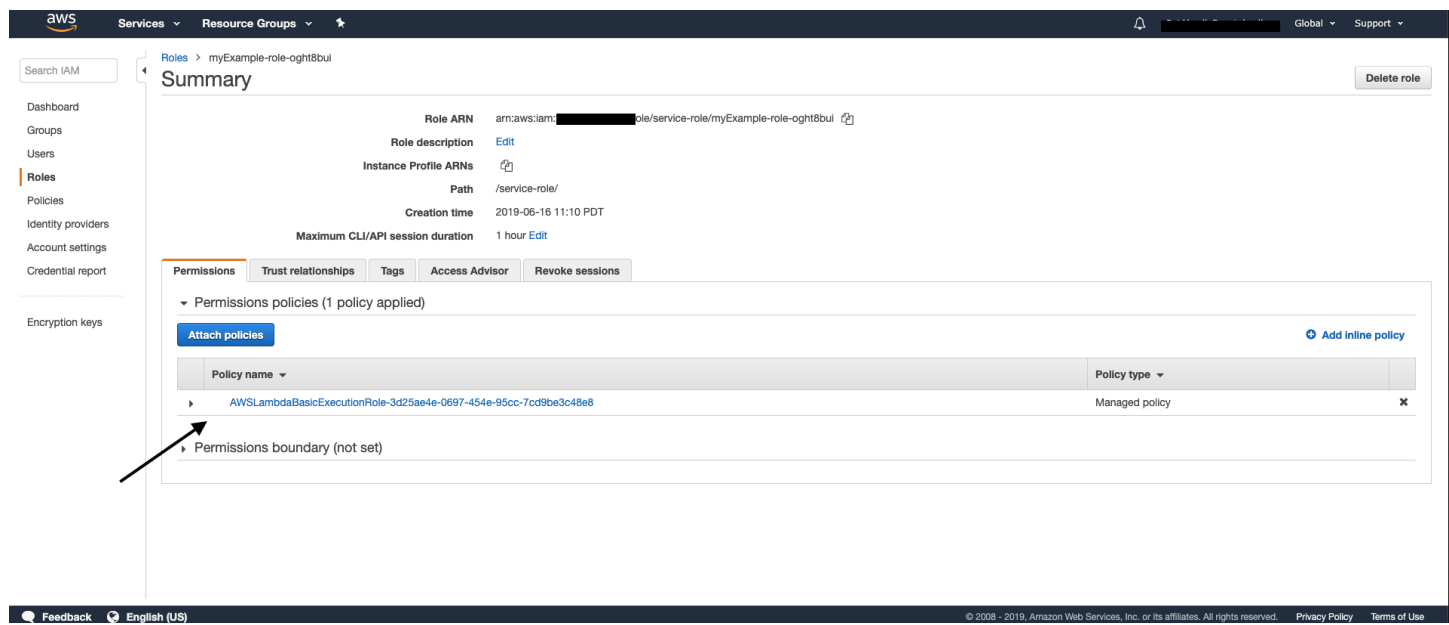 aws Services Resource Groups Global Support
Search IAM
Dashboard
Groups
Users
Roles
Policies
Identity providers
Account settings
Credential report
Encryption keys
Roles > myExample-role-oght8bui
Summary
Delete role
Role ARN arn:aws:iam: ole/service-role/myExample-role-oght8bui
Role description Edit
Instance Profile ARNs
Path /service-role/
Creation time 2019-06-16 11:10 PDT
Maximum CLI/API session duration 1 hour Edit
Permissions Trust relationships Tags Access Advisor Revoke sessions
Permissions policies (1 policy applied)
Attach policies Add inline policy
Policy name Policy type
AWSLambdaBasicExecutionRole-3d25ae4e-0697-454e-95cc-7cd9be3c48e8 Managed policy
Permissions boundary (not set)
Feedback English (US) © 2008 - 2019, Amazon Web Services, Inc. or its affiliates. All rights reserved. Privacy Policy Terms of Use